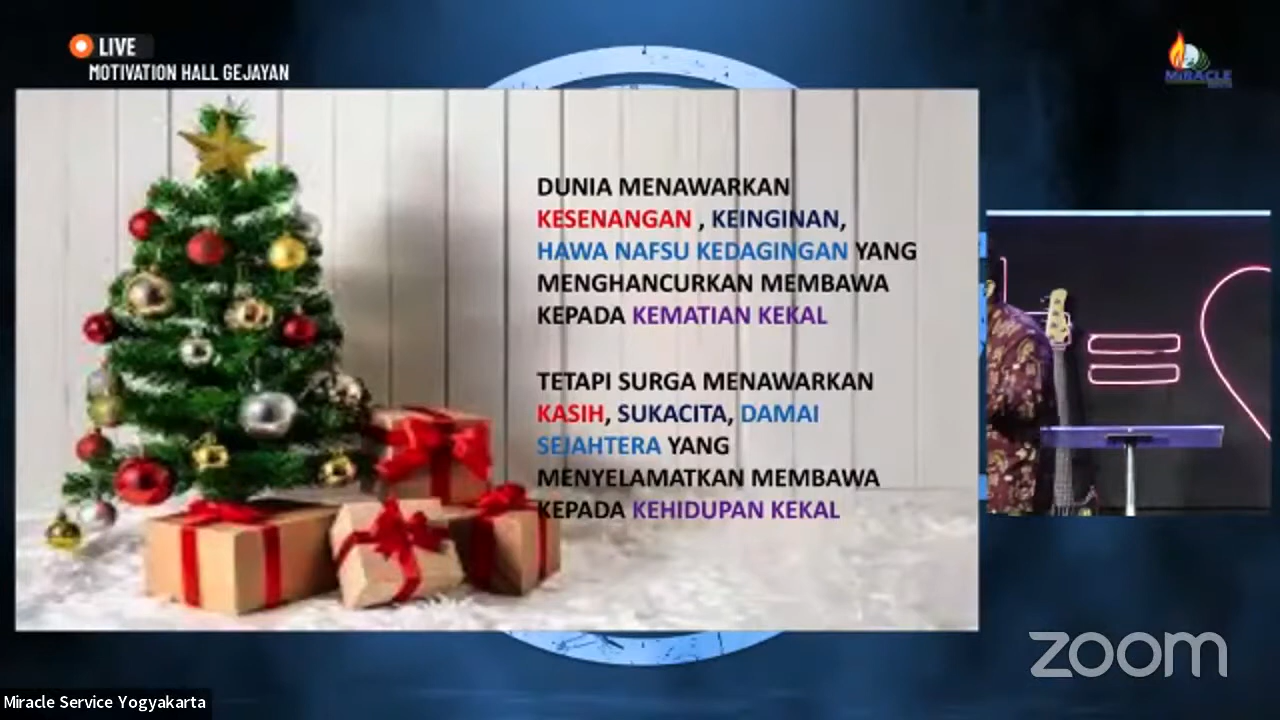 LIVE
MOTIVATION HALL GEJAYAN
MIRACLE
DUNIA MENAWARKAN
KESENANGAN , KEINGINAN,
HAWA NAFSU KEDAGINGAN YANG
MENGHANCURKAN MEMBAWA
KEPADA KEMATIAN KEKAL
TETAPI SURGA MENAWARKAN
KASIH, SUKACITA, DAMAI
SEJAHTERA YANG
MENYELAMATKAN MEMBAWA
KEPADA KEHIDUPAN KEKAL
zoom
Miracle Service Yogyakarta